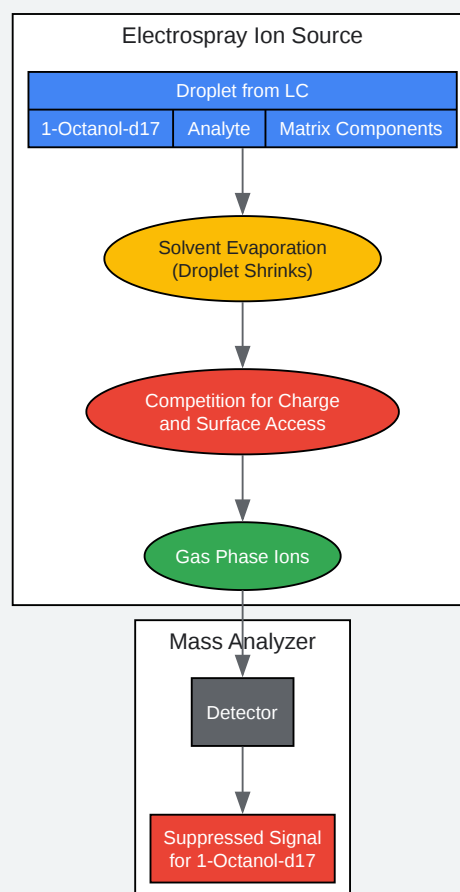 Electrospray Ion Source
Droplet from LC
1-Octanol-d17
Analyte
Matrix Components
Solvent Evaporation
(Droplet Shrinks)
Competition for Charge
and Surface Access
Gas Phase Ions
Mass Analyzer
Detector
Suppressed Signal
for 1-Octanol-d17